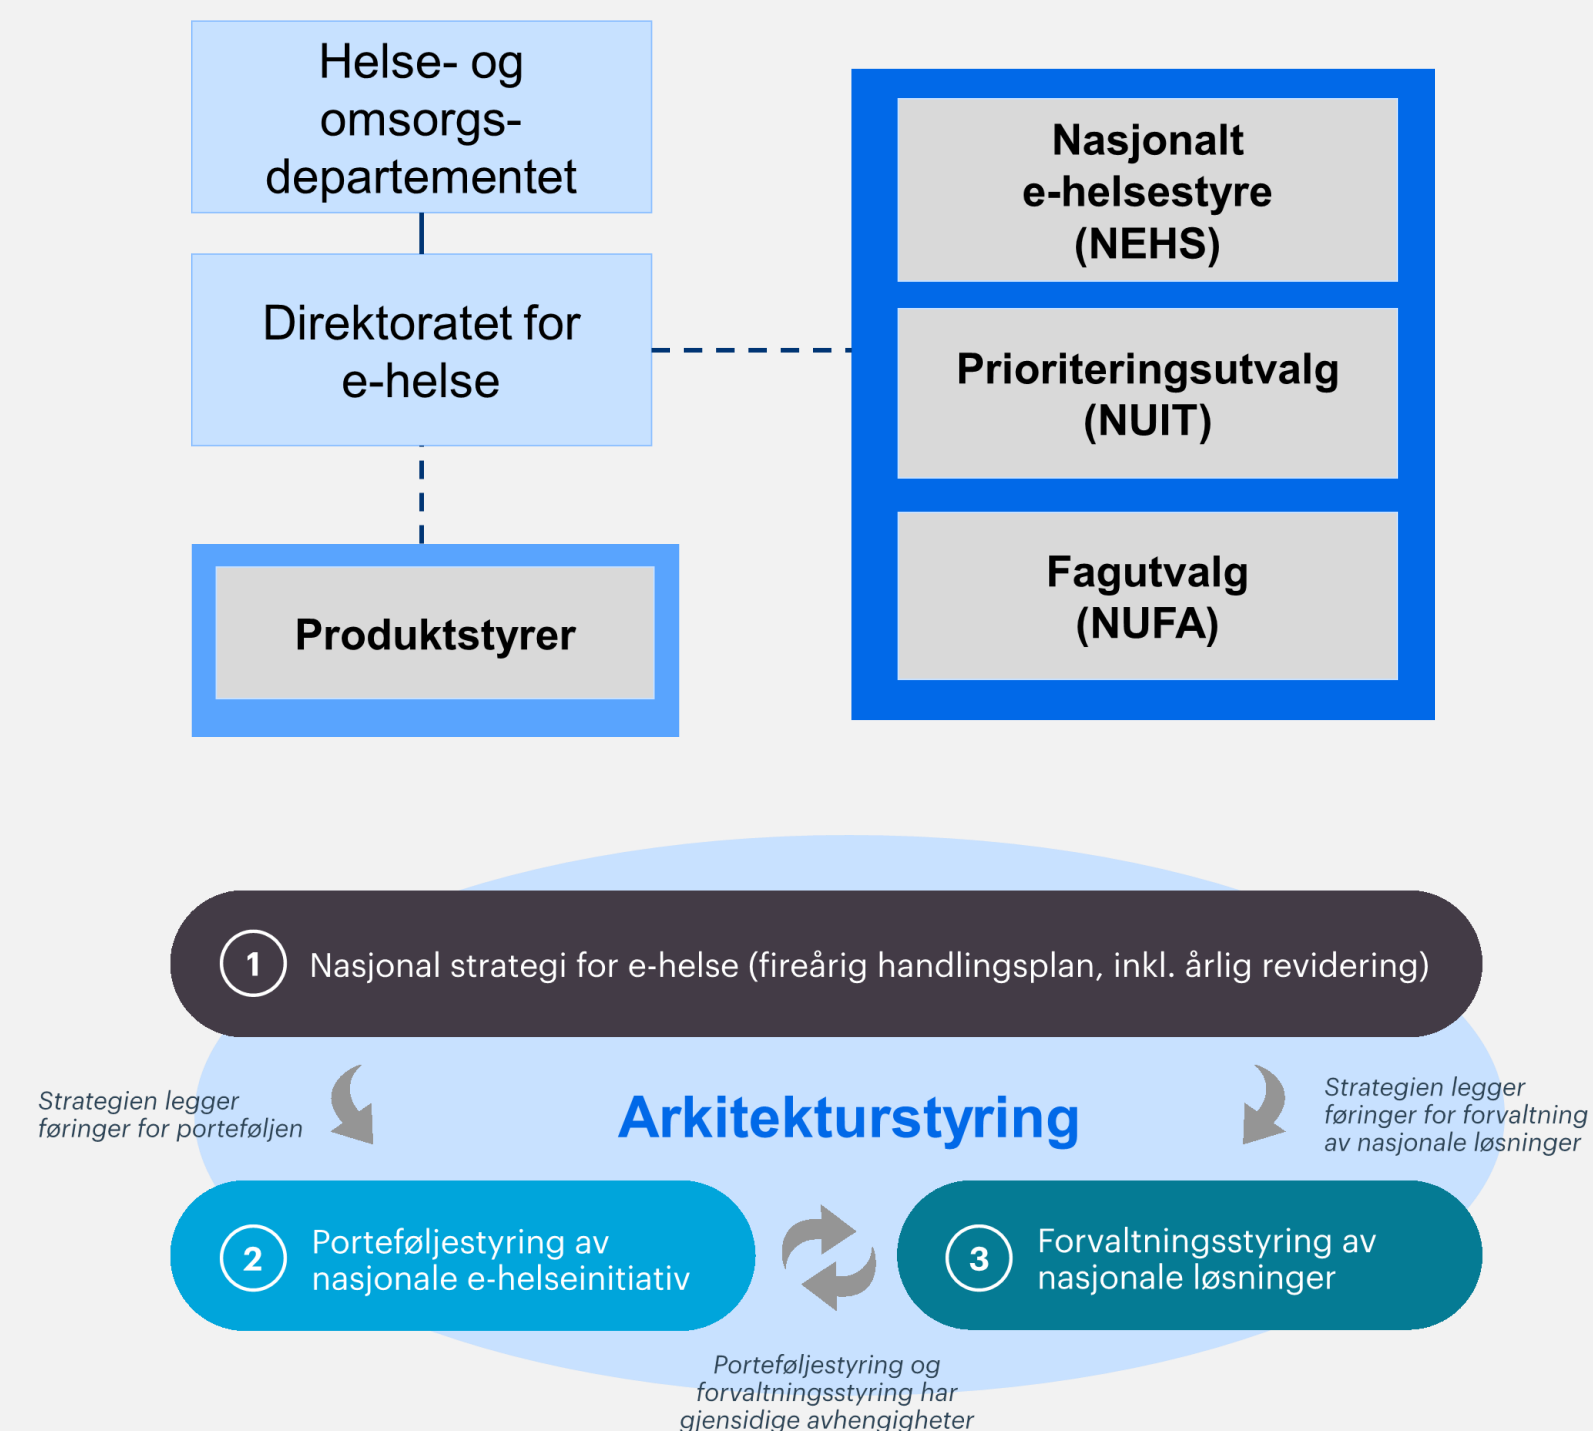 Helse- og
omsorgs-
departementet
Direktoratet for
e-helse
Produktstyrer
Nasjonalt
e-helsestyre
(NEHS)
Prioriteringsutvalg
(NUIT)
Fagutvalg
(NUFA)
1 Nasjonal strategi for e-helse (fireårig handlingsplan, inkl. årlig revidering)
Strategien legger
føringer for porteføljen
Arkitekturstyring
Strategien legger
føringer for forvaltning
av nasjonale løsninger
2 Porteføljestyring av
nasjonale e-helseinitiativ
3 Forvaltningsstyring av
nasjonale løsninger
Porteføljestyring og
forvaltningsstyring har
gjensidige avhengigheter